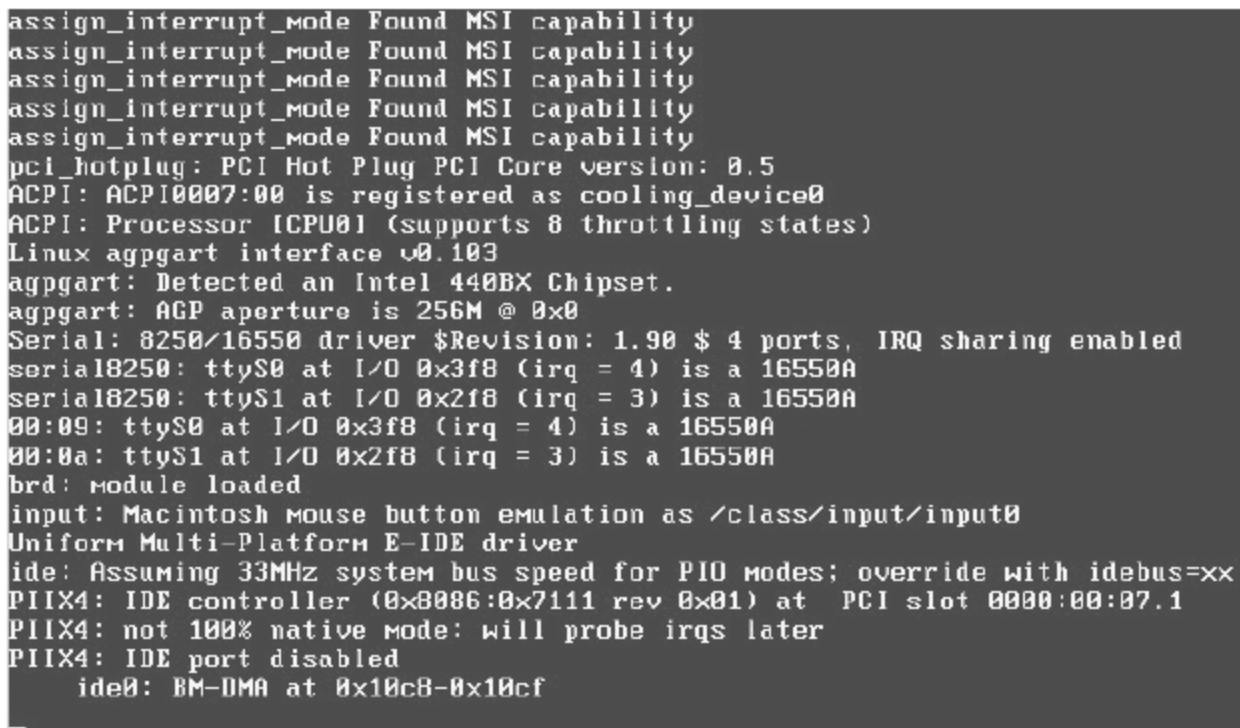 assign_interrupt_mode Found MSI capability
assign_interrupt_mode Found MSI capability
assign_interrupt_mode Found MSI capability
assign_interrupt_mode Found MSI capability
assign_interrupt_mode Found MSI capability
pci_hotplug: PCI Hot Plug PCI Core version: 0.5
ACPI: ACPI0007:00 is registered as cooling_device0
ACPI: Processor [CPU0] (supports 8 throttling states)
Linux agpgart interface v0.103
agpgart: Detected an Intel 440BX Chipset.
agpgart: AGP aperture is 256M @ 0x0
Serial: 8250/16550 driver $Revision: 1.90 $ 4 ports, IRQ sharing enabled
serial8250: ttyS0 at I/O 0x3f8 (irq = 4) is a 16550A
serial8250: ttyS1 at I/O 0x2f8 (irq = 3) is a 16550A
00:09: ttyS0 at I/O 0x3f8 (irq = 4) is a 16550A
00:0a: ttyS1 at I/O 0x2f8 (irq = 3) is a 16550A
brd: module loaded
input: Macintosh mouse button emulation as /class/input/input0
Uniform Multi-Platform E-IDE driver
ide: Assuming 33MHz system bus speed for PIO modes; override with idebus=xx
PIIX4: IDE controller (0x8086:0x7111 rev 0x01) at  PCI slot 0000:00:07.1
PIIX4: not 100% native mode: will probe irqs later
PIIX4: IDE port disabled
    ide0: BM-DMA at 0x10c8-0x10cf